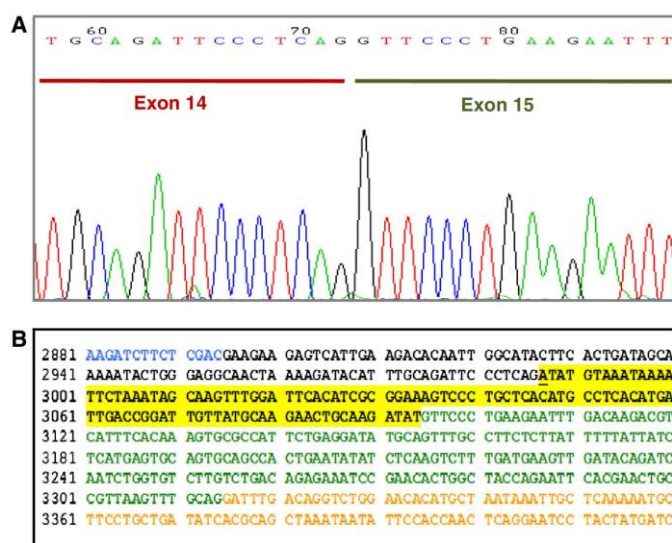 A
60 70 80
T G C A G A T T C C C T C A G G T T C C C T G A A G A A T T T
Exon 14 Exon 15
B
2881 AAGATCTTCT CGACGAAGAA GAGTCATTGA AGACACAATT GGCATACTTC ACTGATAGCA
2941 AAAATACTGG GAGGCAACTA AAAGATACAT TTGCAGATTC CCTCAGATAT GTAAATAAAA
3001 TTCTAAATAG CAAGTTTGGA TTCACATCGC GGAAAGTCCC TGCTCACATG CCTCACATGA
3061 TTGACCGGAT TGTTATGCAA GAACTGCAAG ATATGTTCCC TGAAGAATTT GACAAGACGT
3121 CATTTCACAA AGTGCGCCAT TCTGAGGATA TGCAGTTTGC CTTCTCTTAT TTTTATTATC
3181 TCATGAGTGC AGTGCAGCCA CTGAATATAT CTCAAGTCTT TGATGAAGTT GATACAGATC
3241 AATCTGGTGT CTTGTCTGAC AGAGAAATCC GAACACTGGC TACCAGAATT CACGAACTGC
3301 CGTTAAGTTT GCAGGATTTG ACAGGTCTGG AACACATGCT AATAAATTGC TCAAAAATGC
3361 TTCCTGCTGA TATCACGCAG CTAAATAATA TTCCACCAAC TCAGGAATCC TACTATGATC